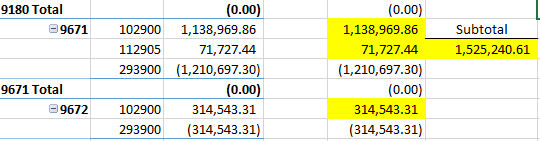 9180 Total (0.00) (0.00)
9671 102900 1,138,969.86 1,138,969.86 Subtotal
112905 71,727.44 71,727.44 1,525,240.61
293900 (1,210,697.30) (1,210,697.30)
9671 Total (0.00) (0.00)
9672 102900 314,543.31 314,543.31
293900 (314,543.31) (314,543.31)